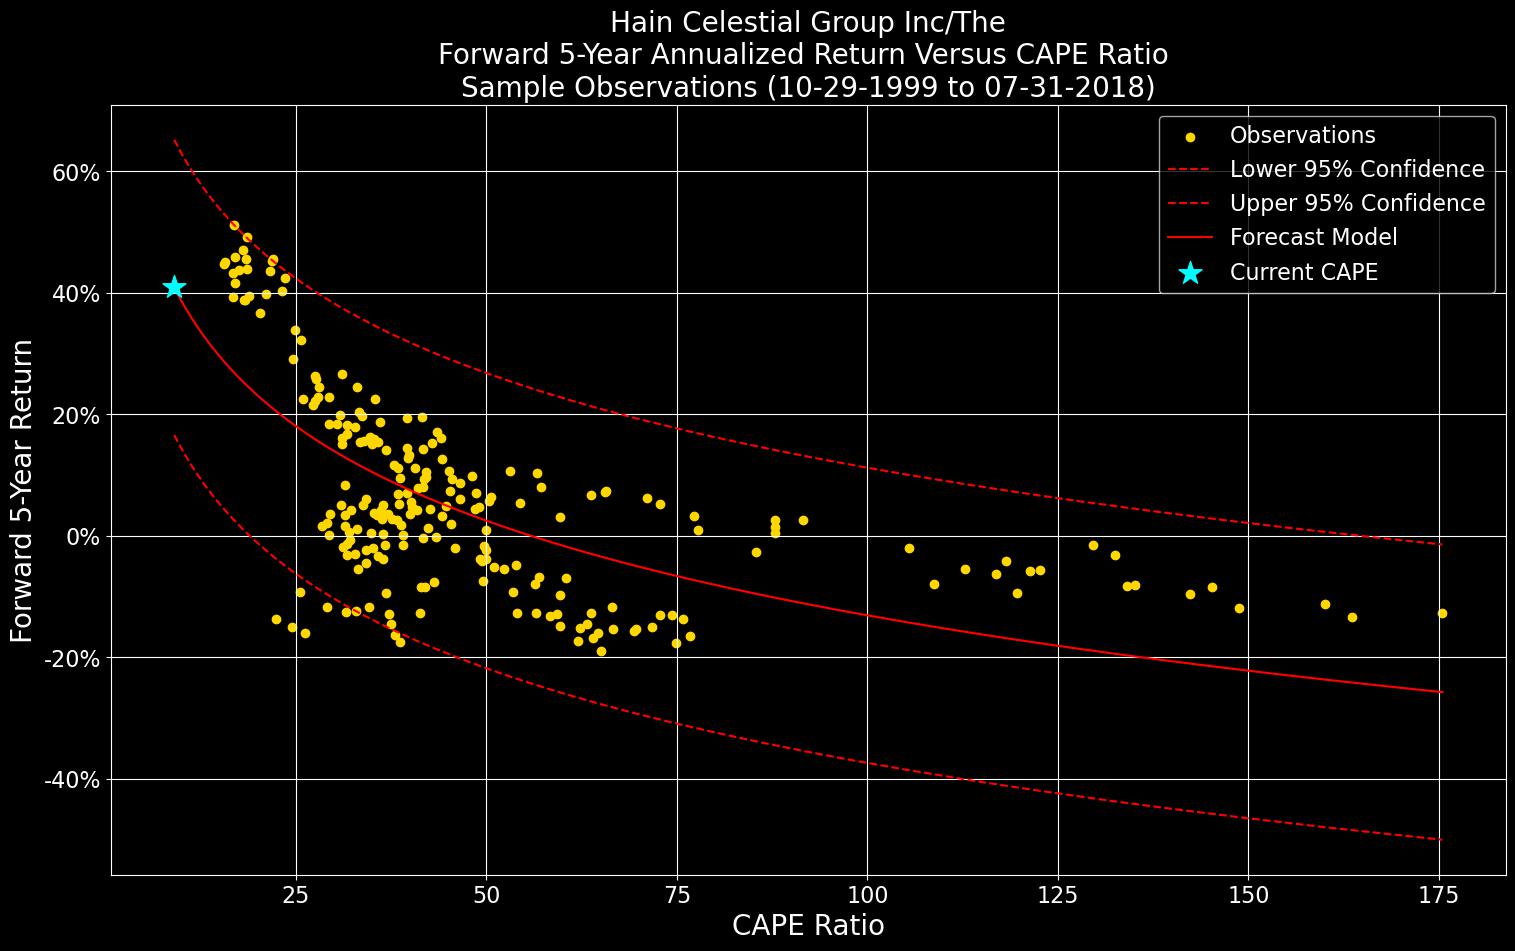 Hain Celestial Group Inc/The
Forward 5-Year Annualized Return Versus CAPE Ratio
Sample Observations (10-29-1999 to 07-31-2018)
Observations
Lower 95% Confidence
Upper 95% Confidence
Forecast Model
Current CAPE
Forward 5-Year Return
60%
40%
20%
0%
-20%
-40%
25 50 75 100 125 150 175
CAPE Ratio